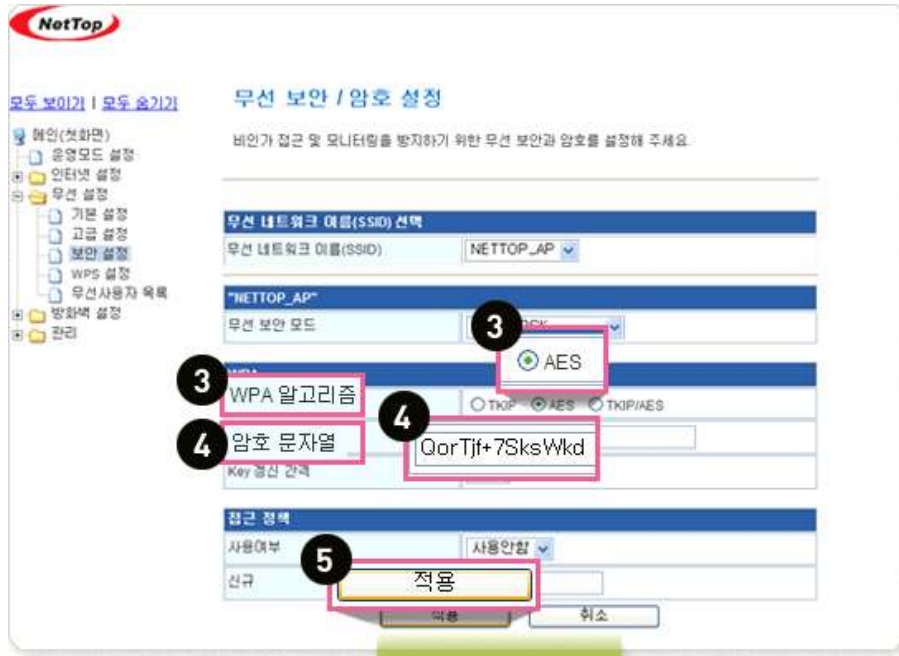 NetTop
모두 보이기 | 모두 숨기기
무선 보안 / 암호 설정
비인가 접근 및 모니터링을 방지하기 위한 무선 보안과 암호를 설정해 주세요.
메인(첫화면)
운영모드 설정
인터넷 설정
무선 설정
기본 설정
고급 설정
보안 설정
WPS 설정
무선사용자 목록
방화벽 설정
관리
무선 네트워크 이름(SSID) 선택
무선 네트워크 이름(SSID) NETTOP_AP
"NETTOP_AP"
무선 보안 모드
3
AES
3
WPA 알고리즘
TKIP AES TKIP/AES
4
암호 문자열
4
QorTjf+7SksWkd
Key 갱신 간격
접근 정책
사용여부 사용안함
신규
5
적용
적용 취소